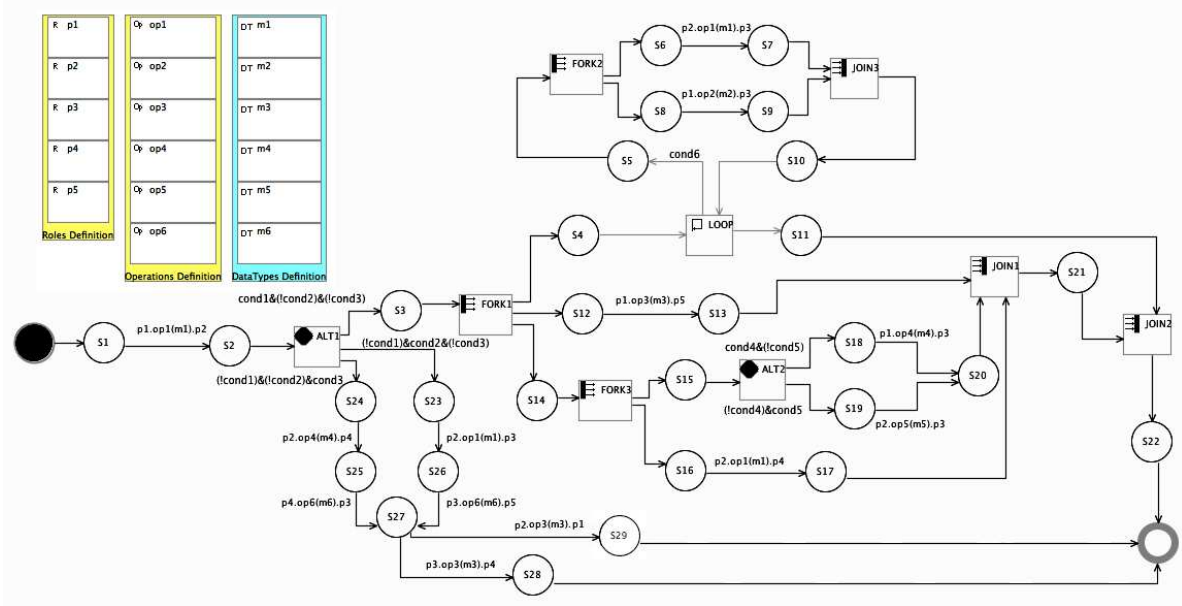 R p1
R p2
R p3
R p4
R p5
Roles Definition
Op op1
Op op2
Op op3
Op op4
Op op5
Op op6
Operations Definition
DT m1
DT m2
DT m3
DT m4
DT m5
DT m6
DataTypes Definition
p2.op1(m1).p3
S6
S7
FORK2
JOIN3
p1.op2(m2).p3
S8
S9
cond6
S5
S10
LOOP
S4
S11
JOIN1
S21
cond1&(!cond2)&(!cond3)
S3
FORK1
p1.op3(m3).p5
S12
S13
JOIN2
p1.op1(m1).p2
S1
S2
ALT1
(!cond1)&cond2&(!cond3)
(!cond1)&(!cond2)&cond3
p1.op4(m4).p3
S18
cond4&(!cond5)
ALT2
S15
S20
FORK3
S14
S24
S23
(!cond4)&cond5
S19
p2.op5(m5).p3
p2.op4(m4).p4
p2.op1(m1).p3
S22
p2.op1(m1).p4
S16
S17
S25
S26
p4.op6(m6).p3
p3.op6(m6).p5
S27
p2.op3(m3).p1
S29
p3.op3(m3).p4
S28